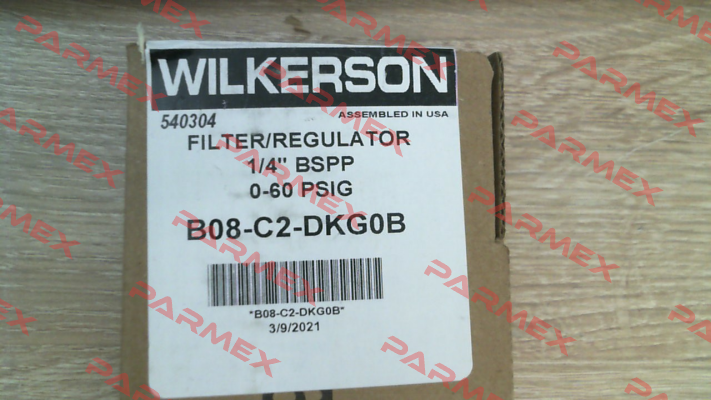 WILKERSON
540304
ASSEMBLED IN USA
FILTER/REGULATOR
1/4" BSPP
0-60 PSIG
B08-C2-DKG0B
"B08-C2-DKG0B"
3/9/2021
PARMEX